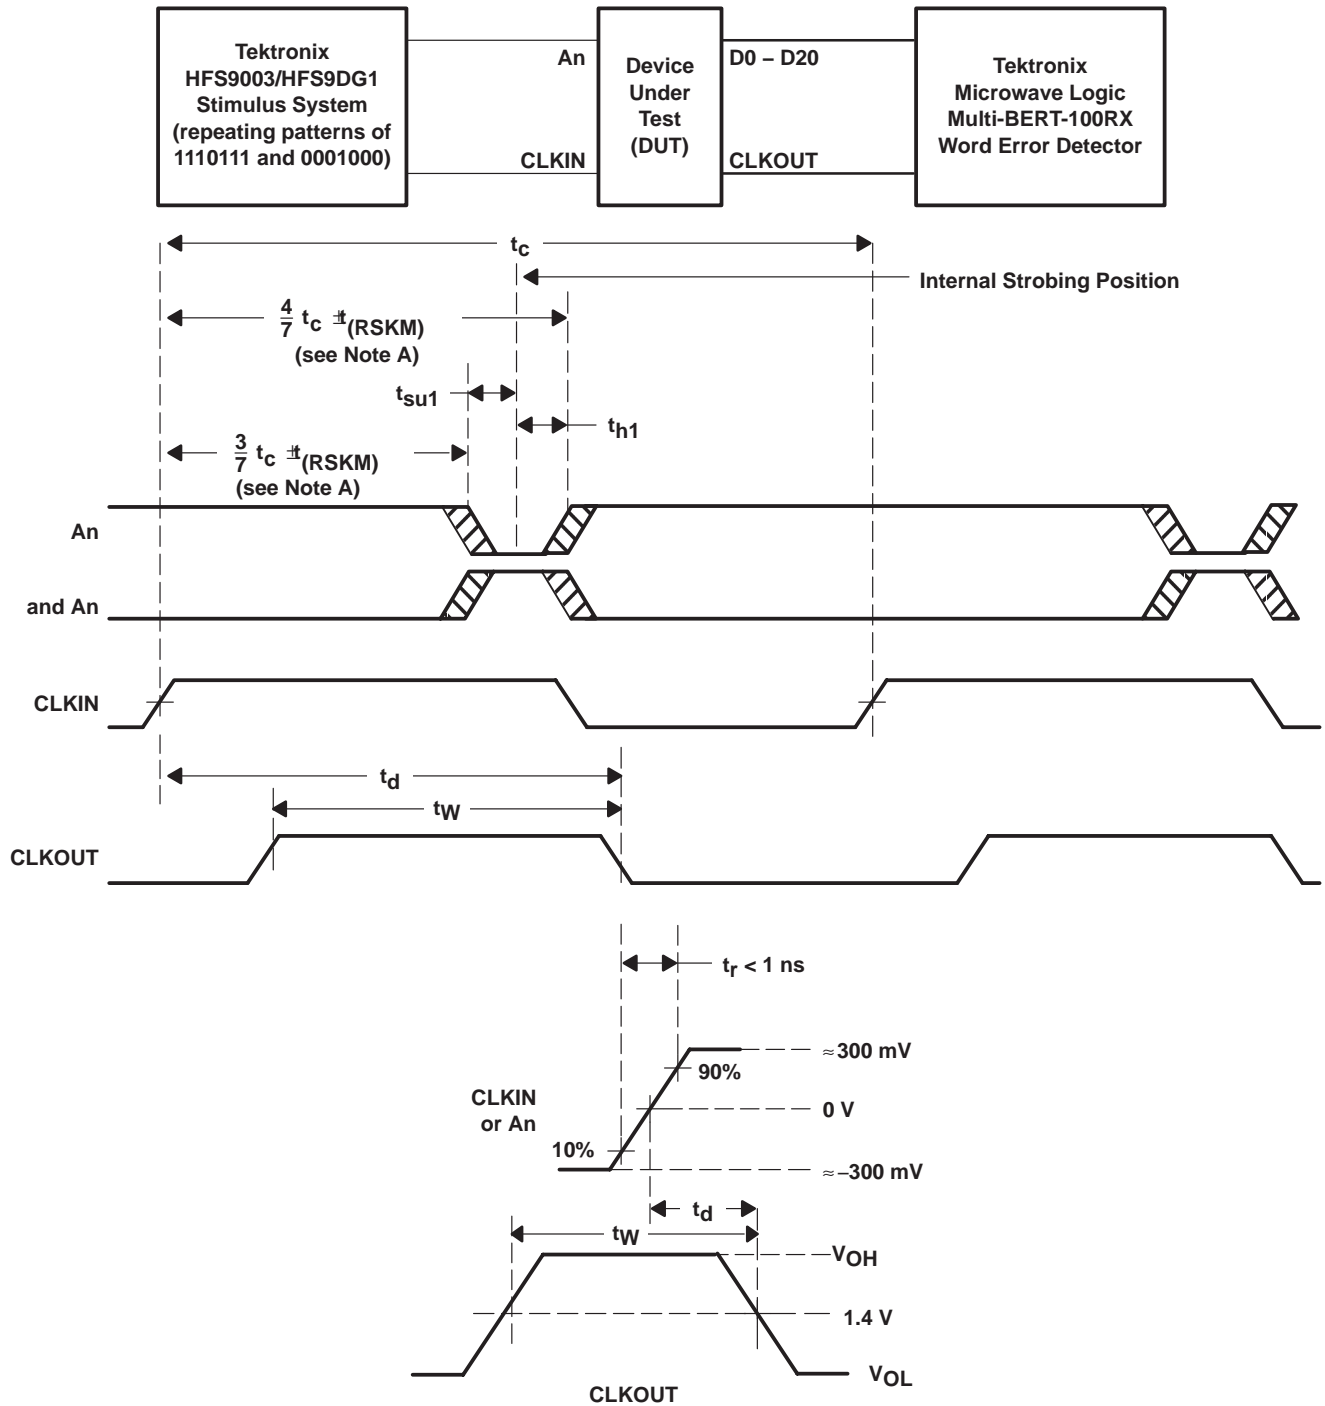 Tektronix
HFS9003/HFS9DG1
Stimulus System
(repeating patterns of
1110111 and 0001000)
An
CLKIN
Device
Under
Test
(DUT)
D0 – D20
CLKOUT
Tektronix
Microwave Logic
Multi-BERT-100RX
Word Error Detector
tc
Internal Strobing Position
4/7 tc ± t(RSKM)
(see Note A)
tsu1
th1
3/7 tc ± t(RSKM)
(see Note A)
An
and An
CLKIN
td
tW
CLKOUT
tr < 1 ns
≈ 300 mV
90%
CLKIN
or An
0 V
10%
≈ –300 mV
td
tW
VOH
1.4 V
VOL
CLKOUT